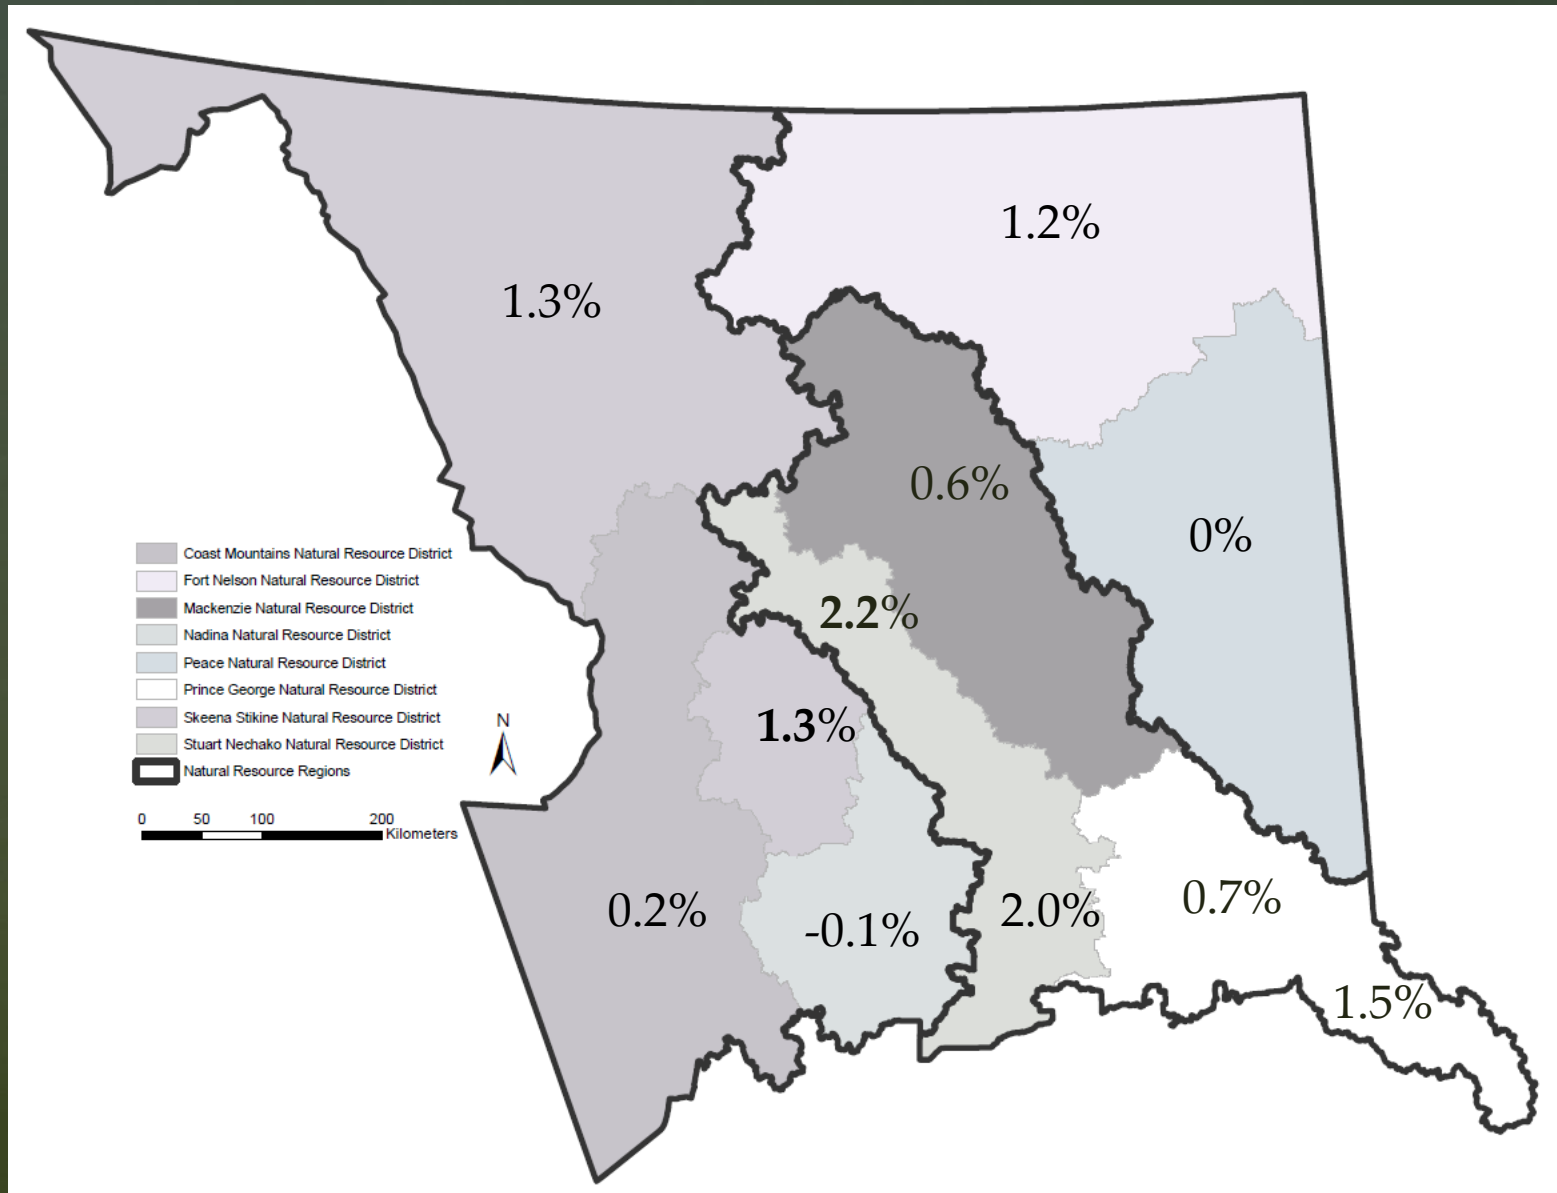 1.2%
1.3%
0.6%
0%
2.2%
1.3%
0.2%
-0.1%
2.0%
0.7%
1.5%
Coast Mountains Natural Resource District
Fort Nelson Natural Resource District
Mackenzie Natural Resource District
Nadina Natural Resource District
Peace Natural Resource District
Prince George Natural Resource District
Skeena Stikine Natural Resource District
Stuart Nechako Natural Resource District
Natural Resource Regions
N
0 50 100 200
Kilometers